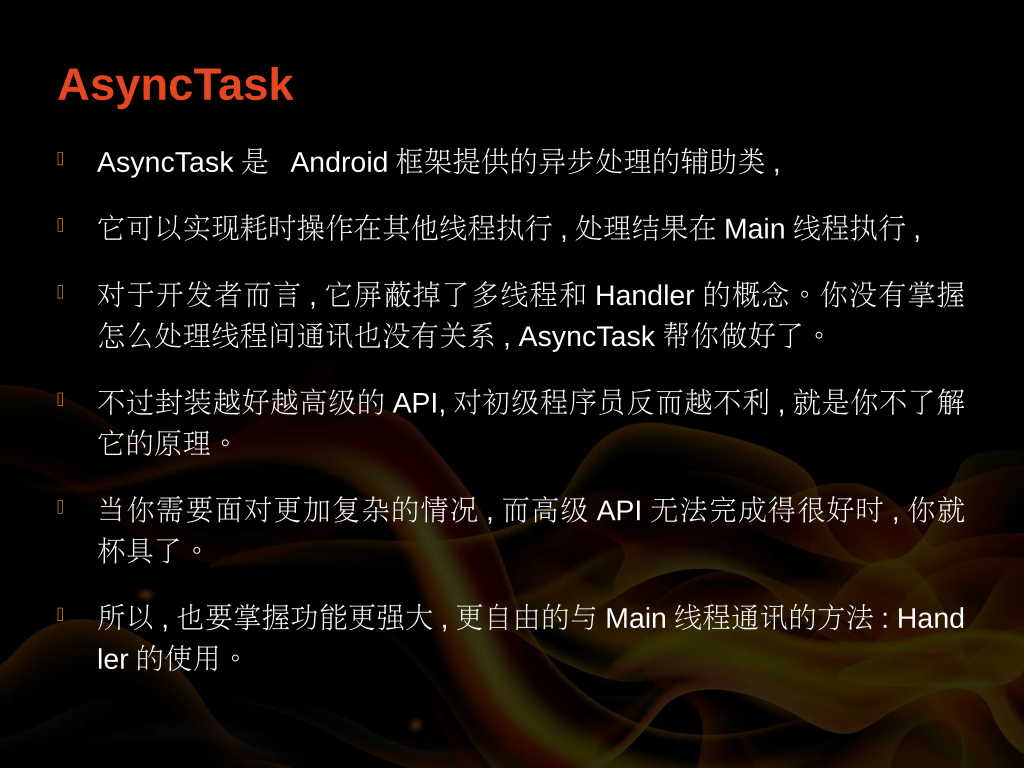 AsyncTask
AsyncTask 是 Android 框架提供的异步处理的辅助类 ,
它可以实现耗时操作在其他线程执行 , 处理结果在 Main 线程执行 ,
对于开发者而言 , 它屏蔽掉了多线程和 Handler 的概念。你没有掌握
怎么处理线程间通讯也没有关系 , AsyncTask 帮你做好了。
不过封装越好越高级的 API, 对初级程序员反而越不利 , 就是你不了解
它的原理。
当你需要面对更加复杂的情况 , 而高级 API 无法完成得很好时 , 你就
杯具了。
所以 , 也要掌握功能更强大 , 更自由的与 Main 线程通讯的方法 : Hand
ler 的使用。